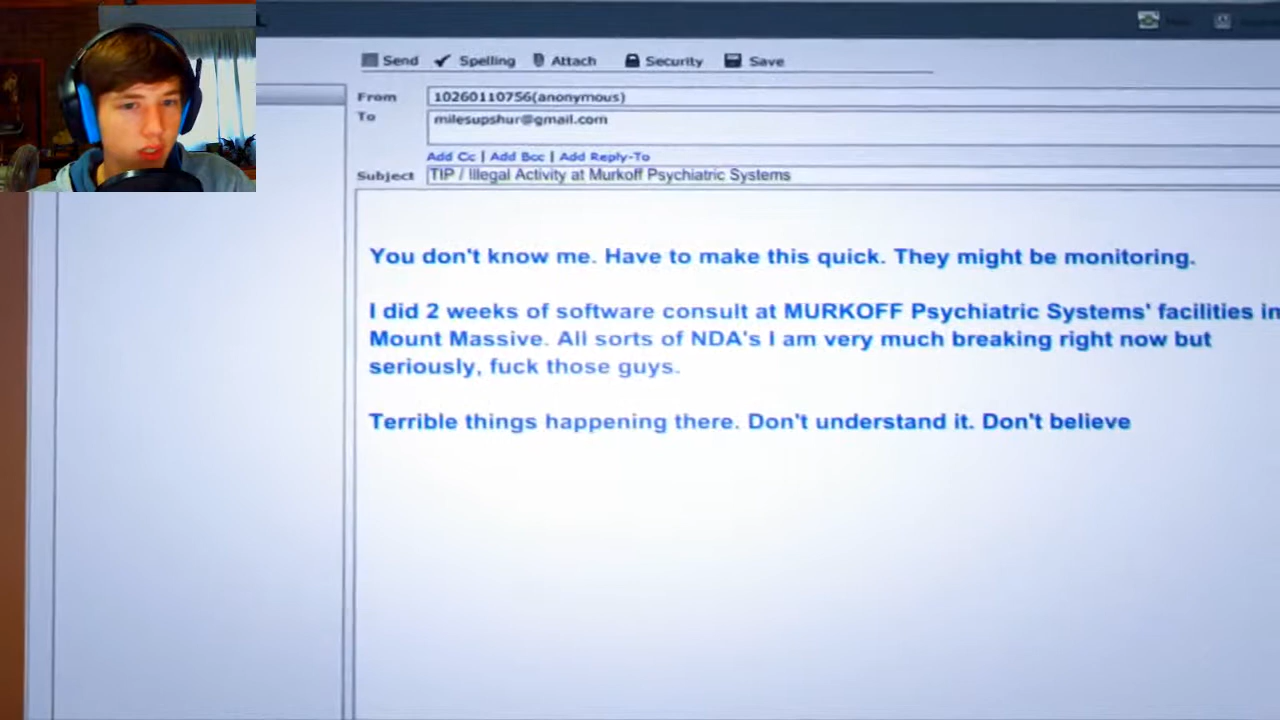 Send Spelling Attach Security Save
From 10260110756(anonymous)
To milesupshur@gmail.com
Add Cc | Add Bcc | Add Reply-To
Subject TIP / Illegal Activity at Murkoff Psychiatric Systems
You don't know me. Have to make this quick. They might be monitoring.
I did 2 weeks of software consult at MURKOFF Psychiatric Systems' facilities in
Mount Massive. All sorts of NDA's I am very much breaking right now but
seriously, fuck those guys.
Terrible things happening there. Don't understand it. Don't believe